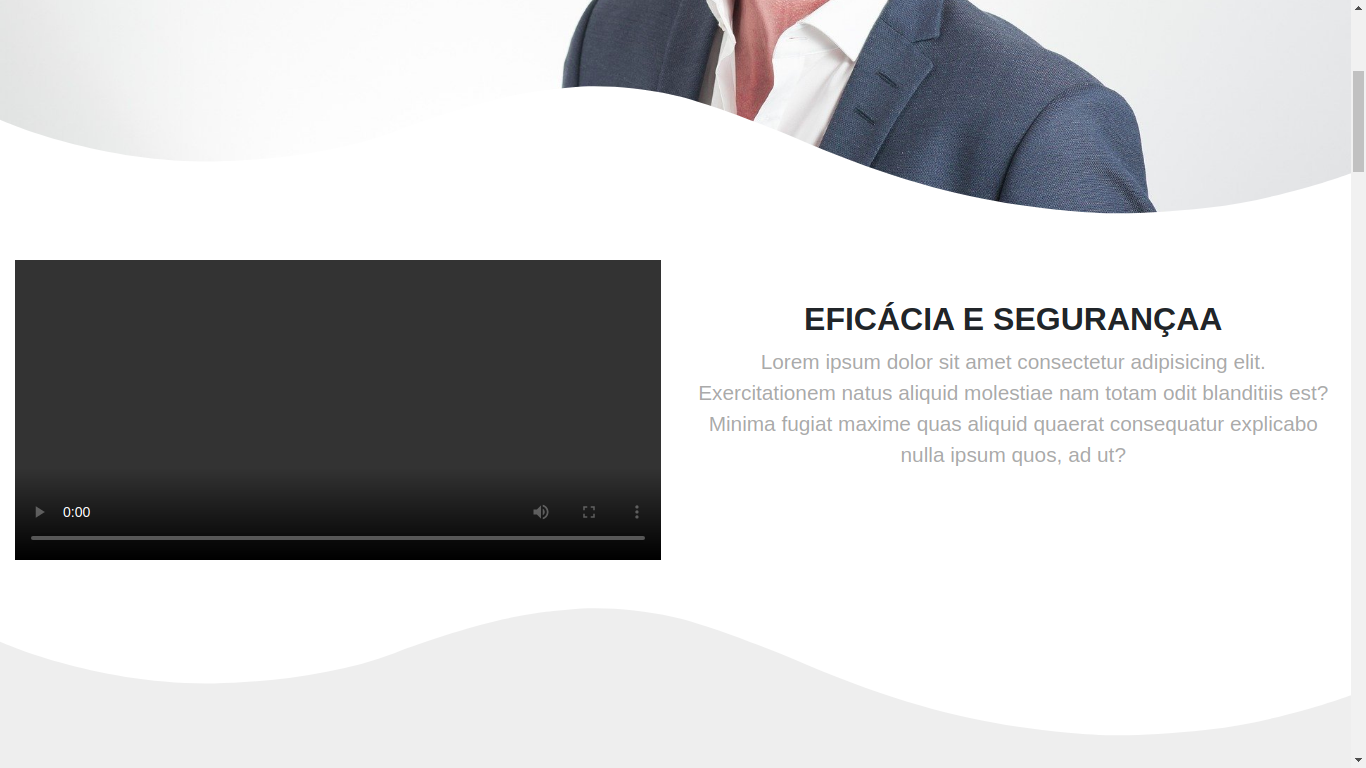 EFICÁCIA E SEGURANÇAA
Lorem ipsum dolor sit amet consectetur adipisicing elit.
Exercitationem natus aliquid molestiae nam totam odit blanditiis est?
Minima fugiat maxime quas aliquid quaerat consequatur explicabo
nulla ipsum quos, ad ut?
0:00